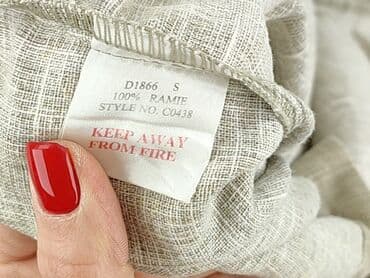 D1866 S
100% RAMIE
STYLE NO. C0438
KEEP AWAY
FROM FIRE